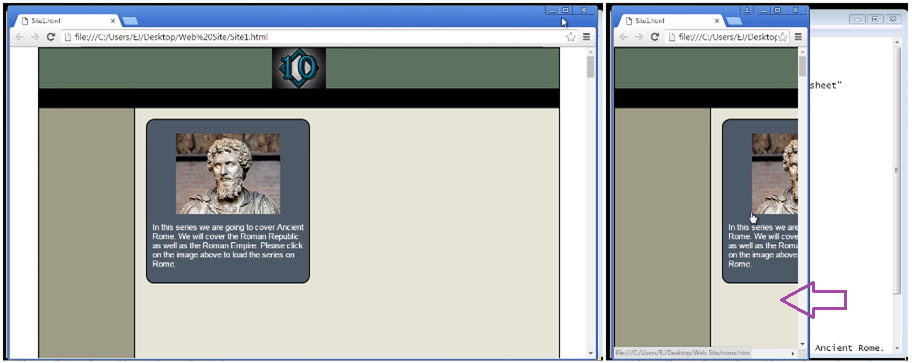 Site1.html
file:///C:/Users/EJ/Desktop/Web%20Site/Site1.html
10
In this series we are going to cover Ancient
Rome. We will cover the Roman Republic
as well as the Roman Empire. Please click
on the image above to load the series on
Rome.
Site1.html
file:///C:/Users/EJ/Desktop
In this series we are
Rome. We will cove
as well as the Roma
on the image above
Rome.
file:///C:/Users/EJ/Desktop/Web Site/rome.htm
sheet"
Ancient Rome.